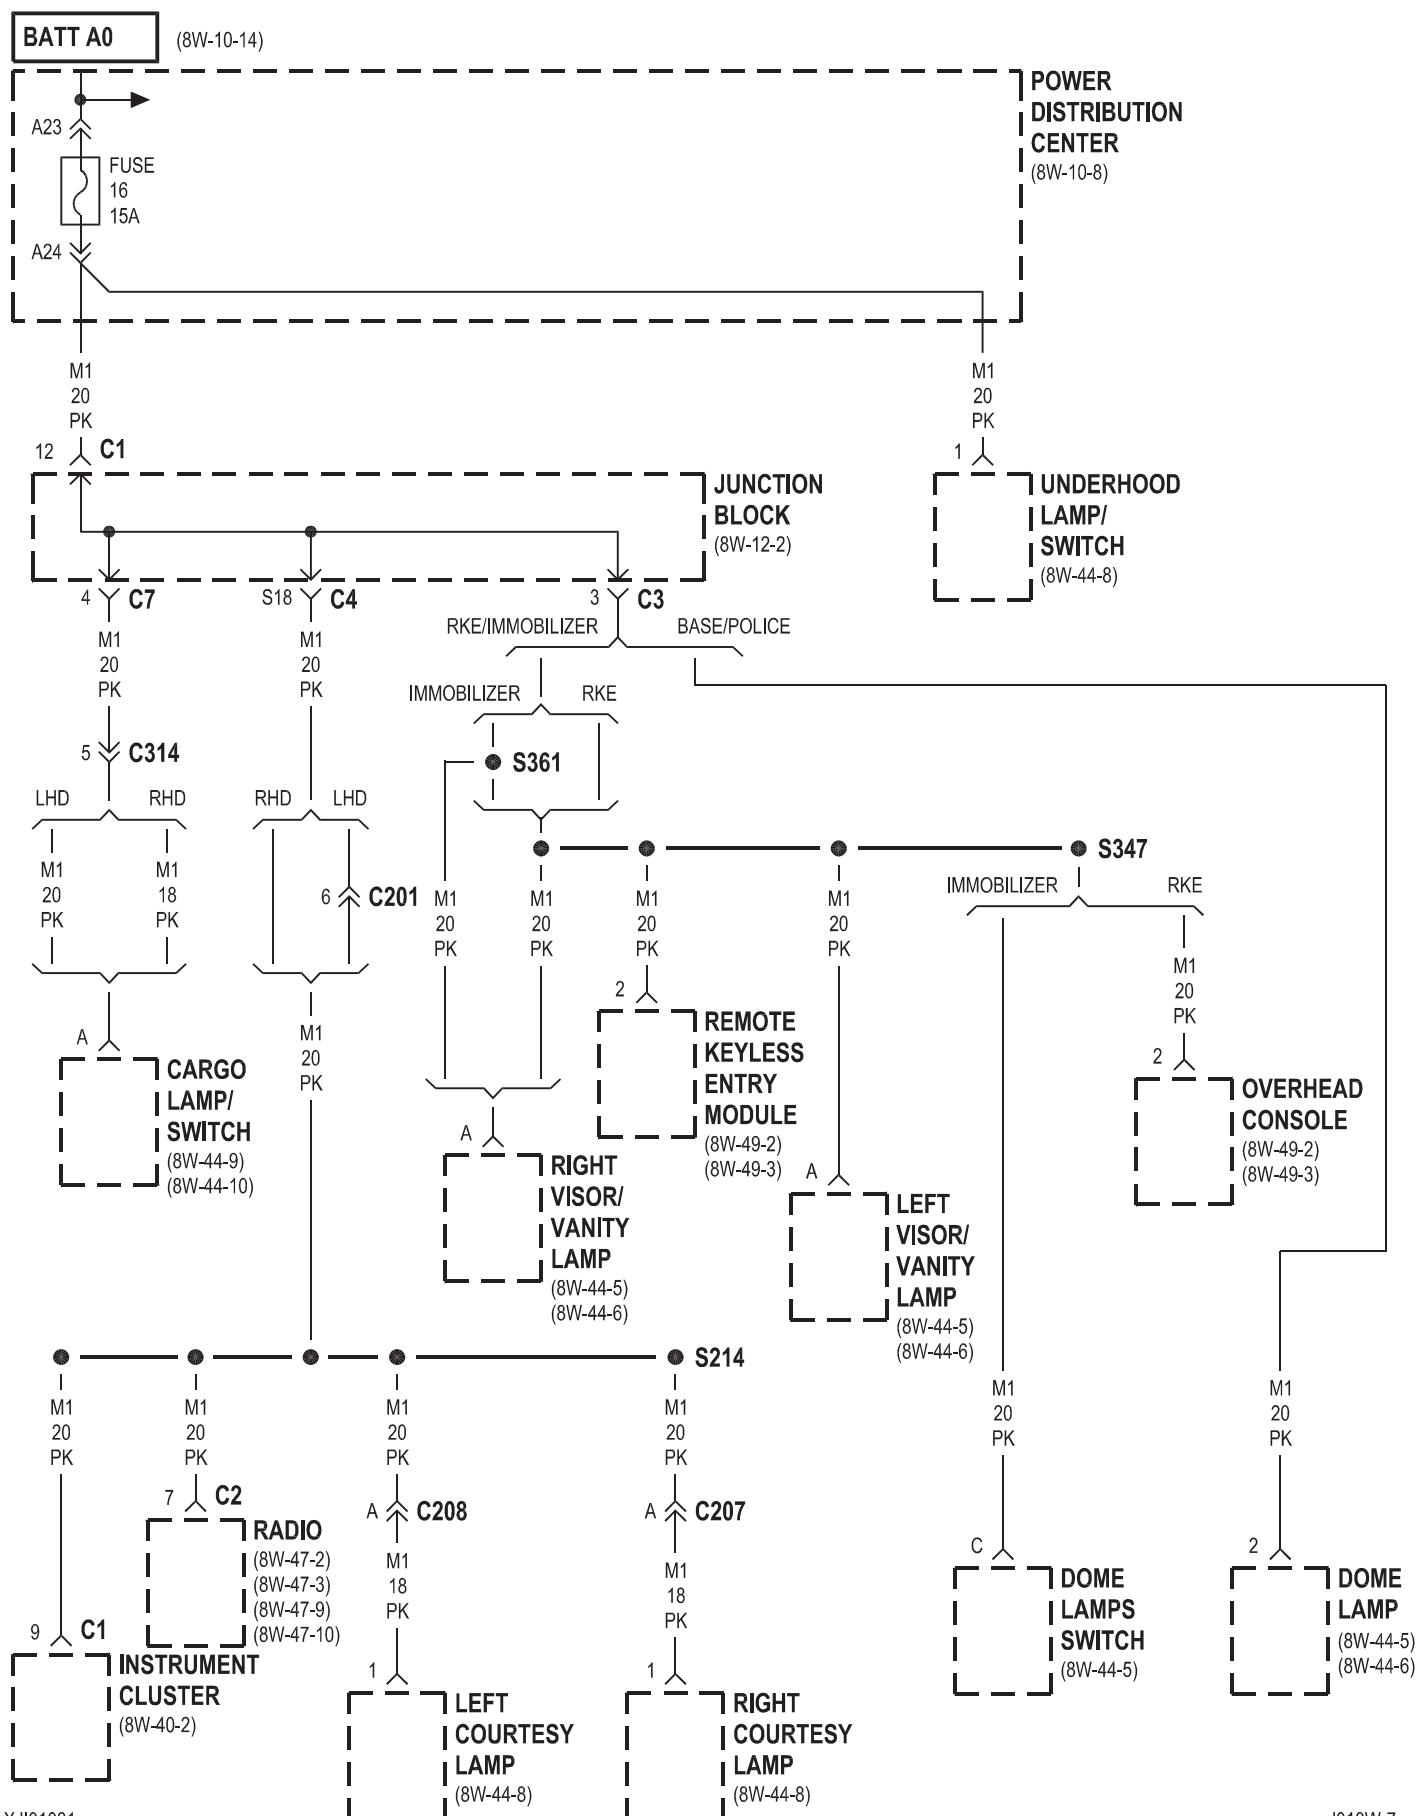 BATT A0
(8W-10-14)
POWER
DISTRIBUTION
CENTER
(8W-10-8)
A23
FUSE
16
15A
A24
M1
20
PK
M1
20
PK
12
C1
1
JUNCTION
BLOCK
(8W-12-2)
UNDERHOOD
LAMP/
SWITCH
(8W-44-8)
4
C7
S18
C4
3
C3
M1
20
PK
M1
20
PK
RKE/IMMOBILIZER
BASE/POLICE
IMMOBILIZER
RKE
5
C314
S361
LHD
RHD
RHD
LHD
M1
20
PK
M1
18
PK
6
C201
M1
20
PK
M1
20
PK
M1
20
PK
M1
20
PK
S347
IMMOBILIZER
RKE
M1
20
PK
A
CARGO
LAMP/
SWITCH
(8W-44-9)
(8W-44-10)
M1
20
PK
2
REMOTE
KEYLESS
ENTRY
MODULE
(8W-49-2)
(8W-49-3)
2
OVERHEAD
CONSOLE
(8W-49-2)
(8W-49-3)
A
RIGHT
VISOR/
VANITY
LAMP
(8W-44-5)
(8W-44-6)
A
LEFT
VISOR/
VANITY
LAMP
(8W-44-5)
(8W-44-6)
S214
M1
20
PK
M1
20
PK
M1
20
PK
M1
20
PK
M1
20
PK
M1
20
PK
7
C2
RADIO
(8W-47-2)
(8W-47-3)
(8W-47-9)
(8W-47-10)
A
C208
A
C207
M1
18
PK
M1
18
PK
C
DOME
LAMPS
SWITCH
(8W-44-5)
2
DOME
LAMP
(8W-44-5)
(8W-44-6)
9
C1
INSTRUMENT
CLUSTER
(8W-40-2)
1
LEFT
COURTESY
LAMP
(8W-44-8)
1
RIGHT
COURTESY
LAMP
(8W-44-8)